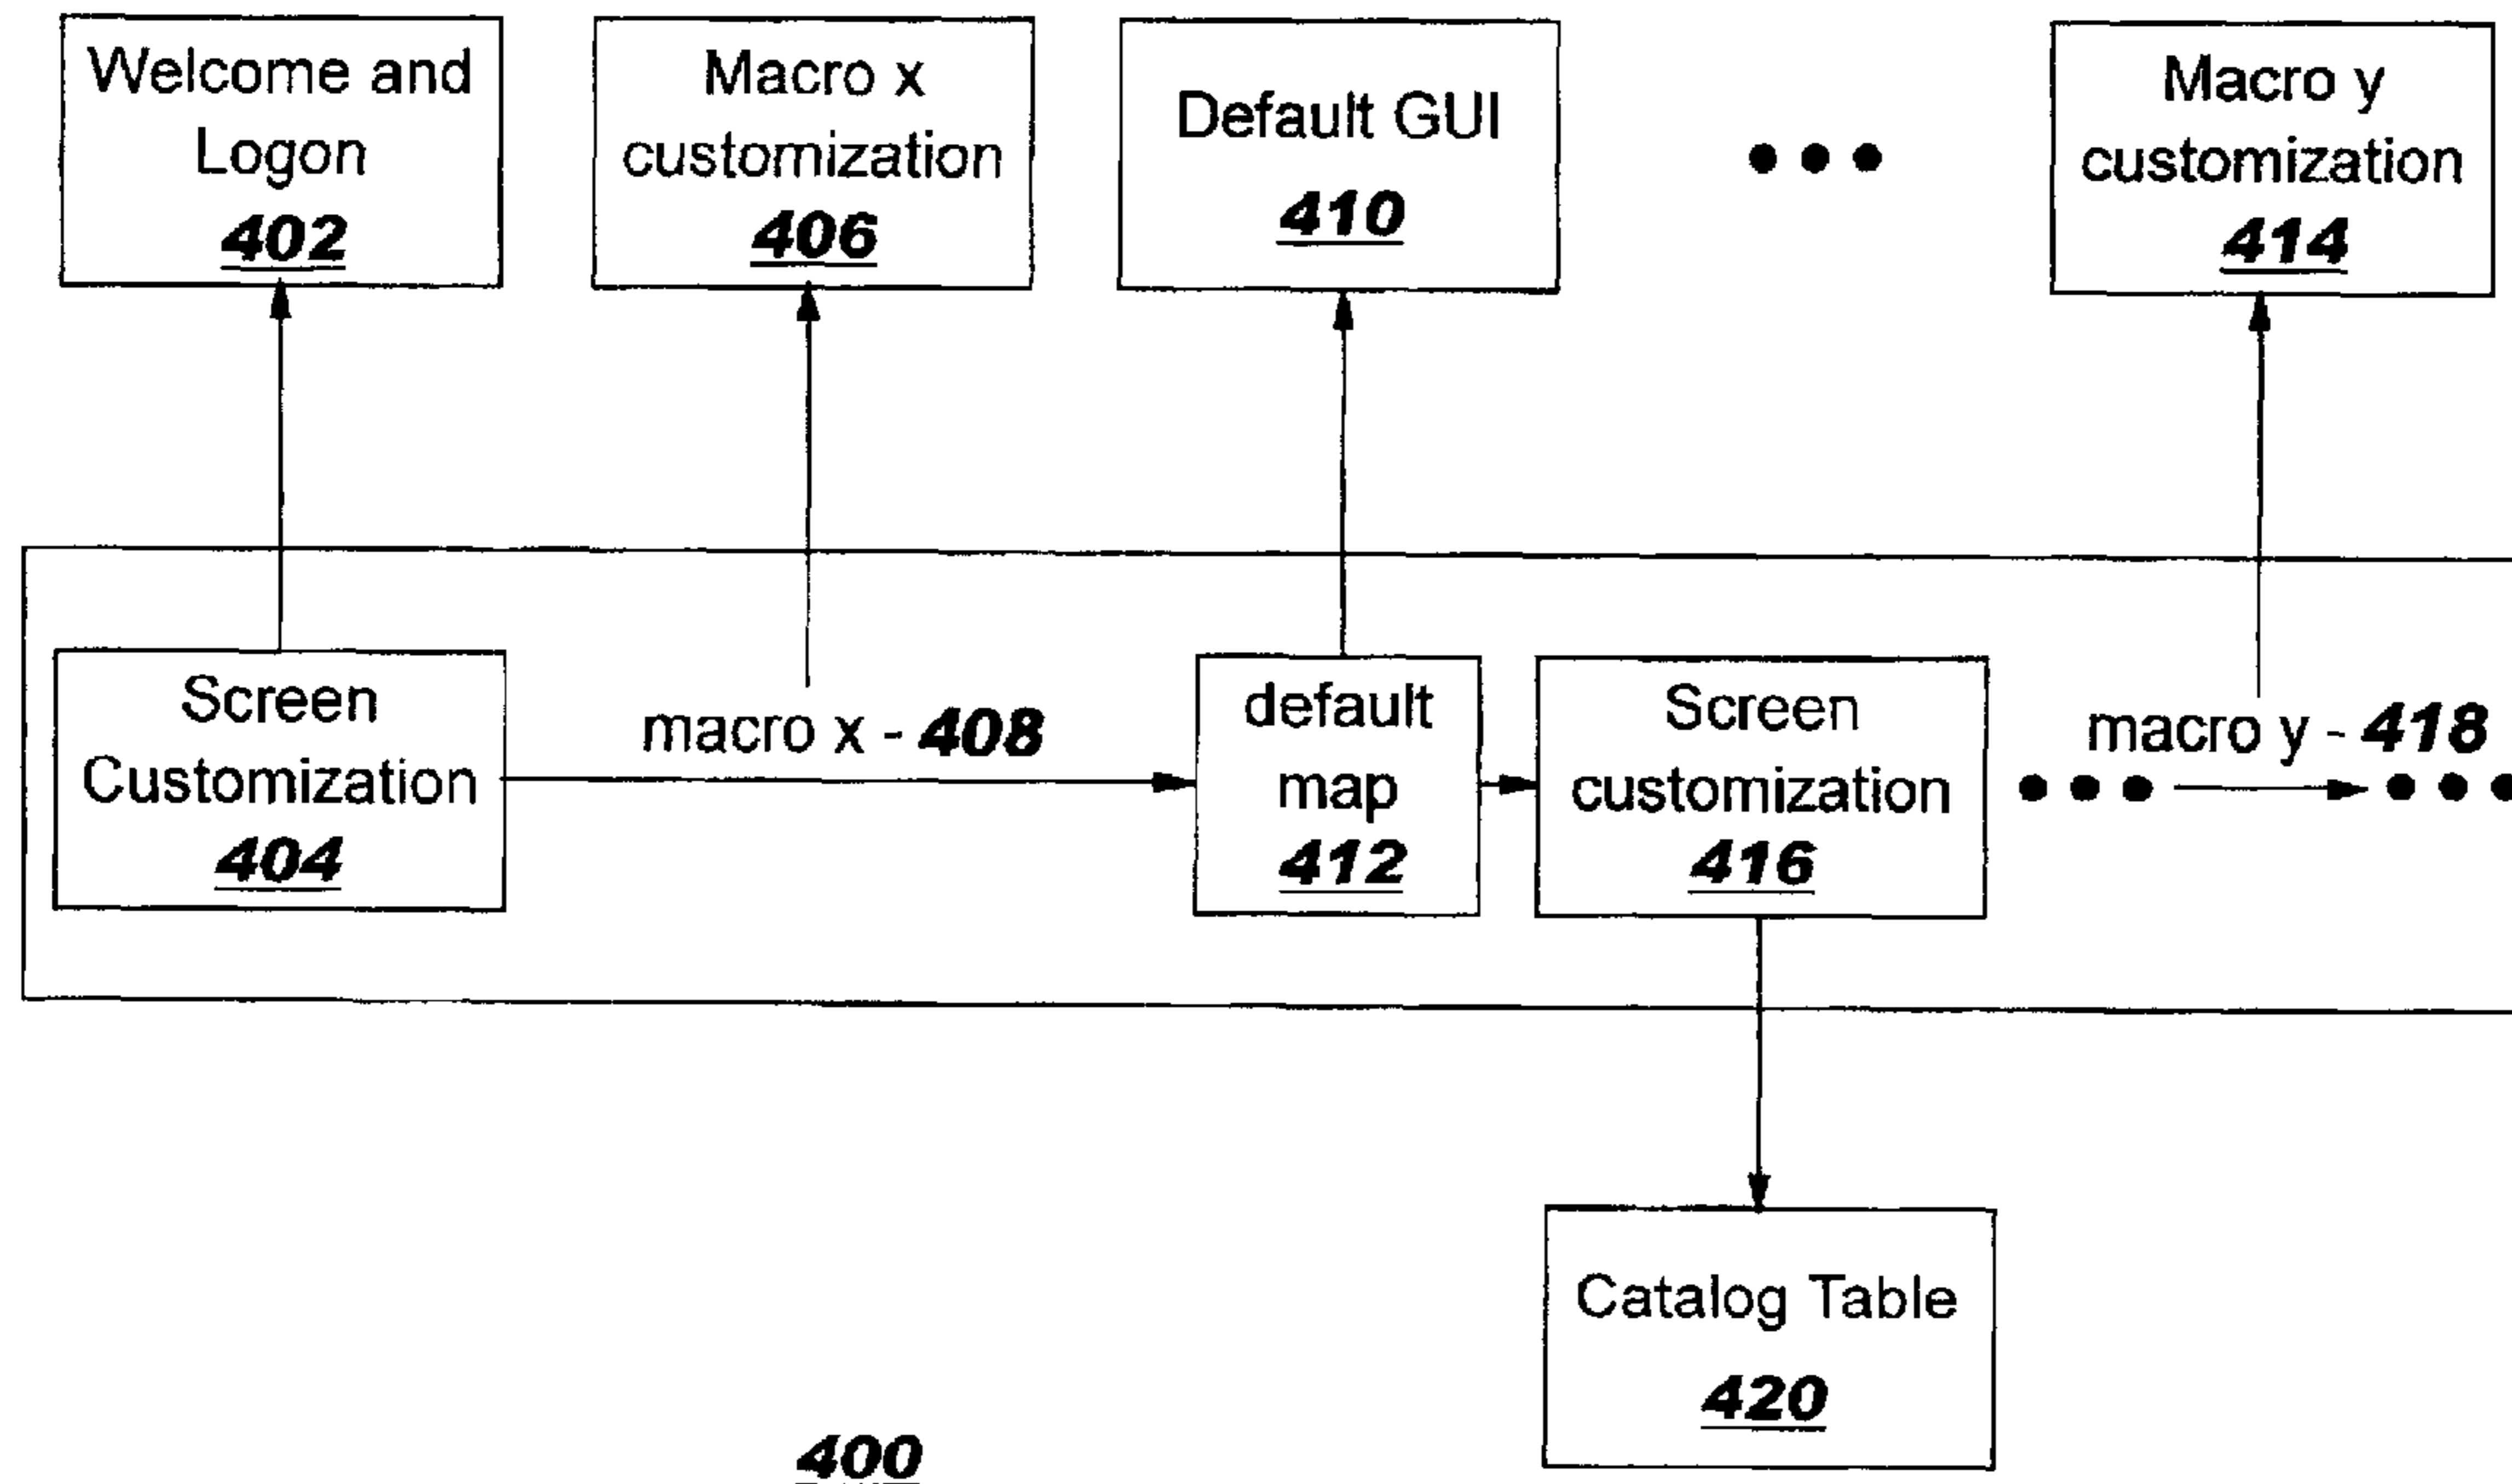 Welcome and
Logon
402
Macro x
customization
406
Default GUI
410
Macro y
customization
414
Screen
Customization
404
macro x - 408
default
map
412
Screen
customization
416
macro y - 418
Catalog Table
420
400